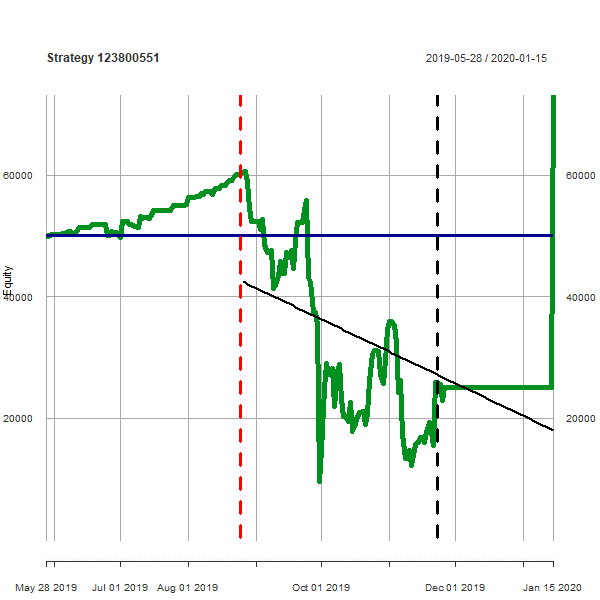 Strategy 123800551
2019-05-28 / 2020-01-15
60000
60000
Equity
40000
40000
20000
20000
May 28 2019
Jul 01 2019
Aug 01 2019
Oct 01 2019
Dec 01 2019
Jan 15 2020